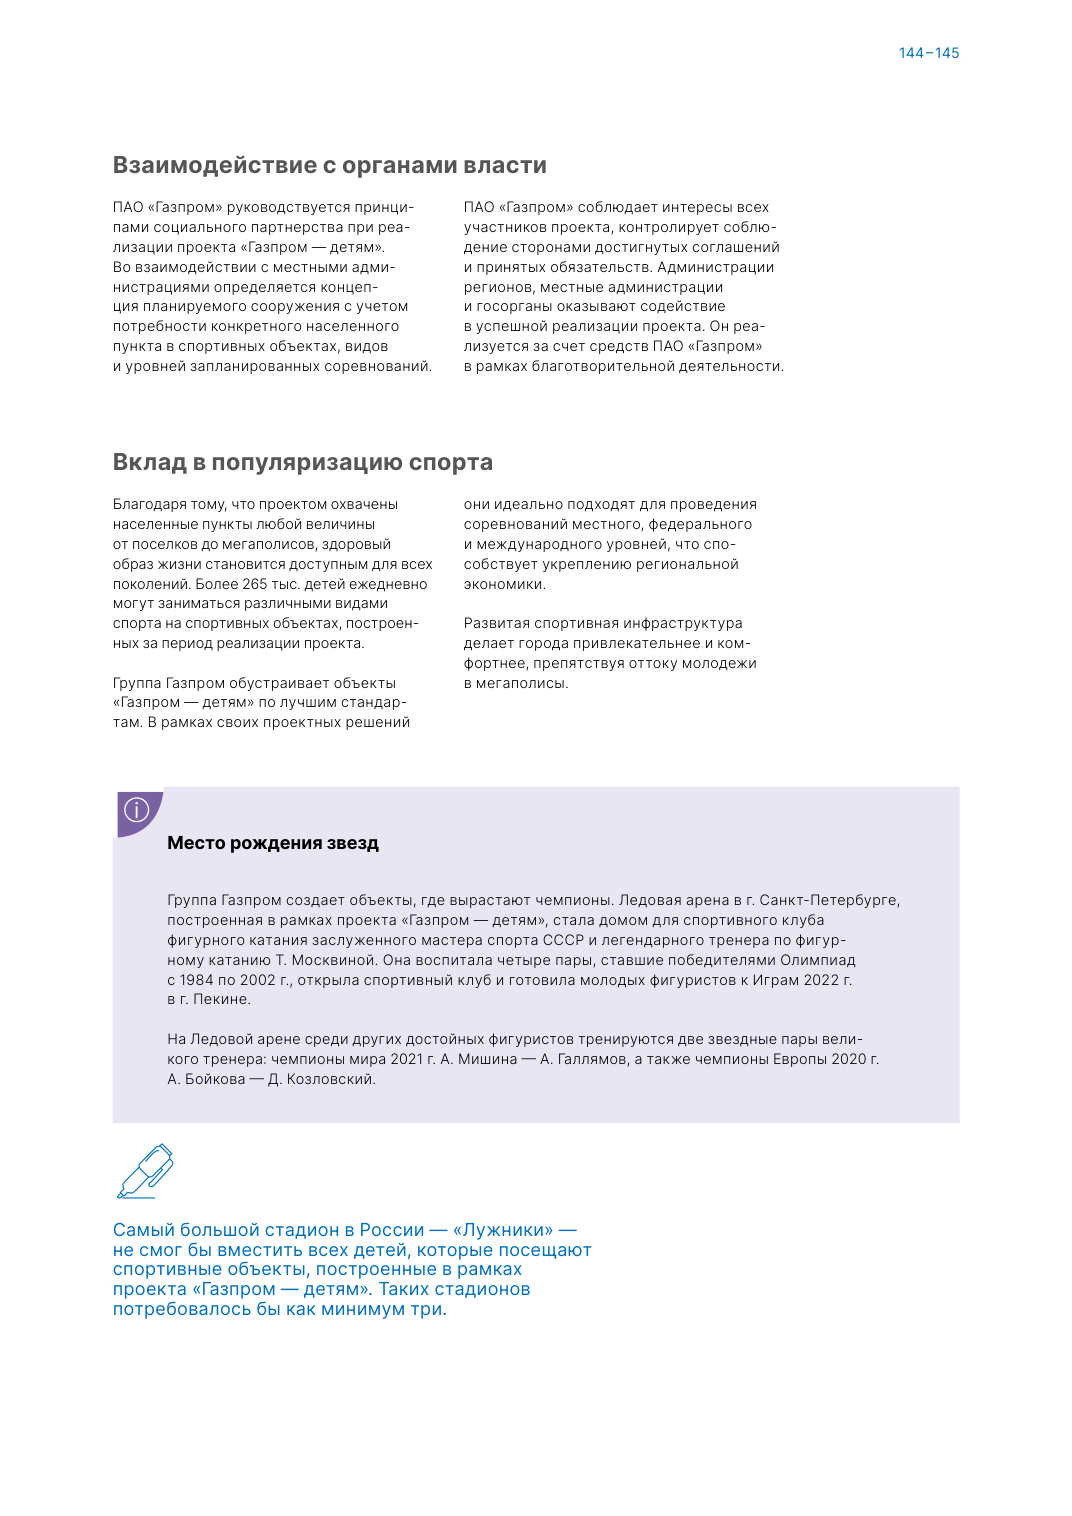 144–145
Взаимодействие с органами власти
ПАО «Газпром» руководствуется принци-
пами социального партнерства при реа-
лизации проекта «Газпром — детям».
Во взаимодействии с местными адми-
нистрациями определяется концеп-
ция планируемого сооружения с учетом
потребности конкретного населенного
пункта в спортивных объектах, видов
и уровней запланированных соревнований.
ПАО «Газпром» соблюдает интересы всех
участников проекта, контролирует соблю-
дение сторонами достигнутых соглашений
и принятых обязательств. Администрации
регионов, местные администрации
и госорганы оказывают содействие
в успешной реализации проекта. Он реа-
лизуется за счет средств ПАО «Газпром»
в рамках благотворительной деятельности.
Вклад в популяризацию спорта
Благодаря тому, что проектом охвачены
населенные пункты любой величины
от поселков до мегаполисов, здоровый
образ жизни становится доступным для всех
поколений. Более 265 тыс. детей ежедневно
могут заниматься различными видами
спорта на спортивных объектах, построен-
ных за период реализации проекта.
Группа Газпром обустраивает объекты
«Газпром — детям» по лучшим стандар-
там. В рамках своих проектных решений
они идеально подходят для проведения
соревнований местного, федерального
и международного уровней, что спо-
собствует укреплению региональной
экономики.
Развитая спортивная инфраструктура
делает города привлекательнее и ком-
фортнее, препятствуя оттоку молодежи
в мегаполисы.
Место рождения звезд
Группа Газпром создает объекты, где вырастают чемпионы. Ледовая арена в г. Санкт-Петербурге,
построенная в рамках проекта «Газпром — детям», стала домом для спортивного клуба
фигурного катания заслуженного мастера спорта СССР и легендарного тренера по фигур-
ному катанию Т. Москвиной. Она воспитала четыре пары, ставшие победителями Олимпиад
с 1984 по 2002 г., открыла спортивный клуб и готовила молодых фигуристов к Играм 2022 г.
в г. Пекине.
На Ледовой арене среди других достойных фигуристов тренируются две звездные пары вели-
кого тренера: чемпионы мира 2021 г. А. Мишина — А. Галлямов, а также чемпионы Европы 2020 г.
А. Бойкова — Д. Козловский.
Самый большой стадион в России — «Лужники» —
не смог бы вместить всех детей, которые посещают
спортивные объекты, построенные в рамках
проекта «Газпром — детям». Таких стадионов
потребовалось бы как минимум три.